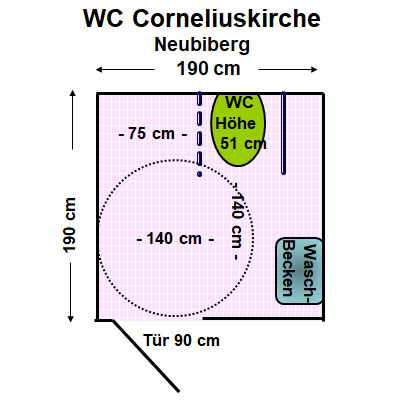 WC Corneliuskirche
Neubiberg
190 cm
WC
Höhe
51 cm
- 75 cm -
190 cm
- 140 cm -
- 140 cm -
Wasch-
Becken
Tür 90 cm